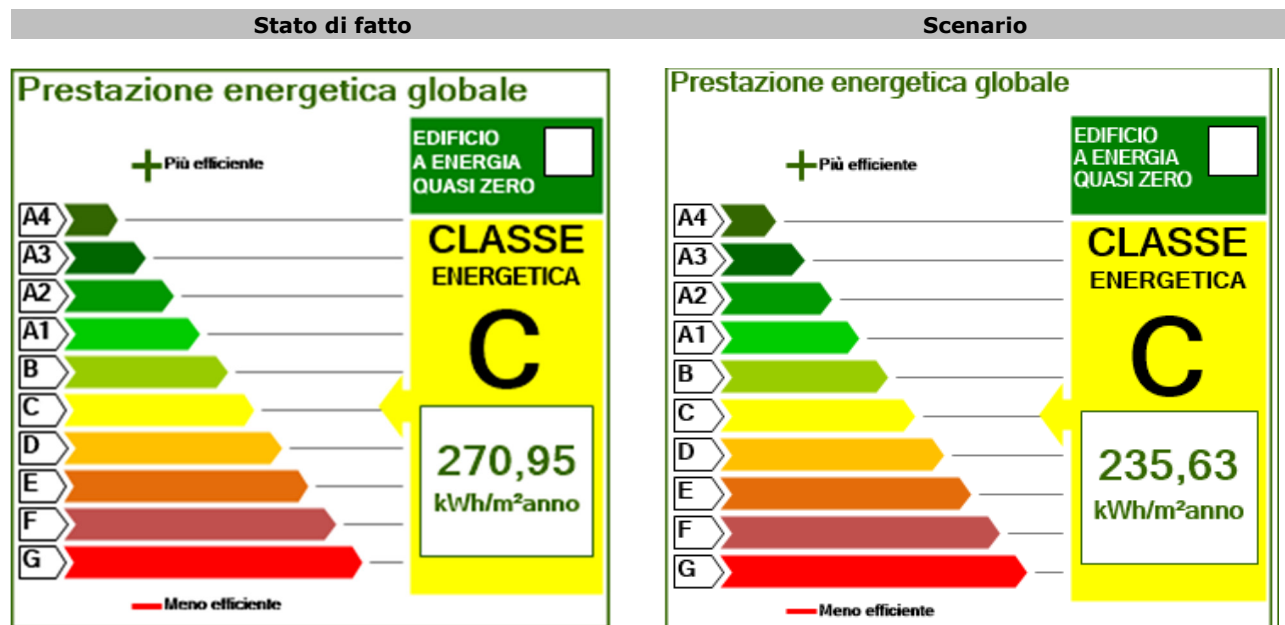 Stato di fatto
Scenario
Prestazione energetica globale
EDIFICIO
A ENERGIA
QUASI ZERO
Più efficiente
A4
A3
A2
A1
B
C
D
E
F
G
CLASSE
ENERGETICA
C
270,95
kWh/m²anno
Meno efficiente
Prestazione energetica globale
EDIFICIO
A ENERGIA
QUASI ZERO
Più efficiente
A4
A3
A2
A1
B
C
D
E
F
G
CLASSE
ENERGETICA
C
235,63
kWh/m²anno
Meno efficiente